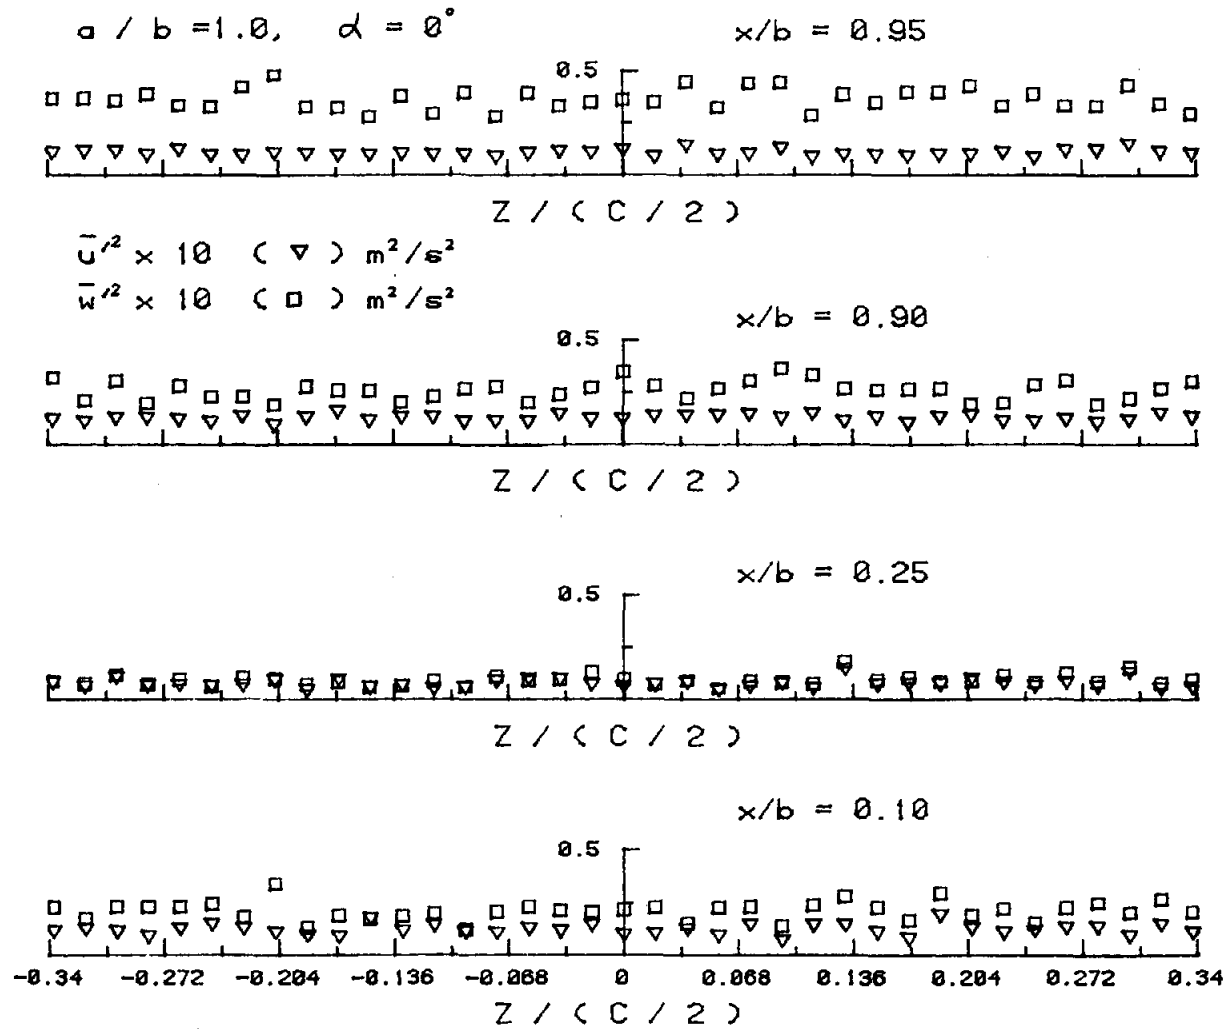 a / b =1.0, α = 0° x/b = 0.95
0.5
Z / ( C / 2 )
u̅'² x 10 ( ▽ ) m²/s²
w̅'² x 10 ( □ ) m²/s²
x/b = 0.90
0.5
Z / ( C / 2 )
x/b = 0.25
0.5
Z / ( C / 2 )
x/b = 0.10
0.5
-0.34 -0.272 -0.204 -0.136 -0.068 0 0.068 0.136 0.204 0.272 0.34
Z / ( C / 2 )